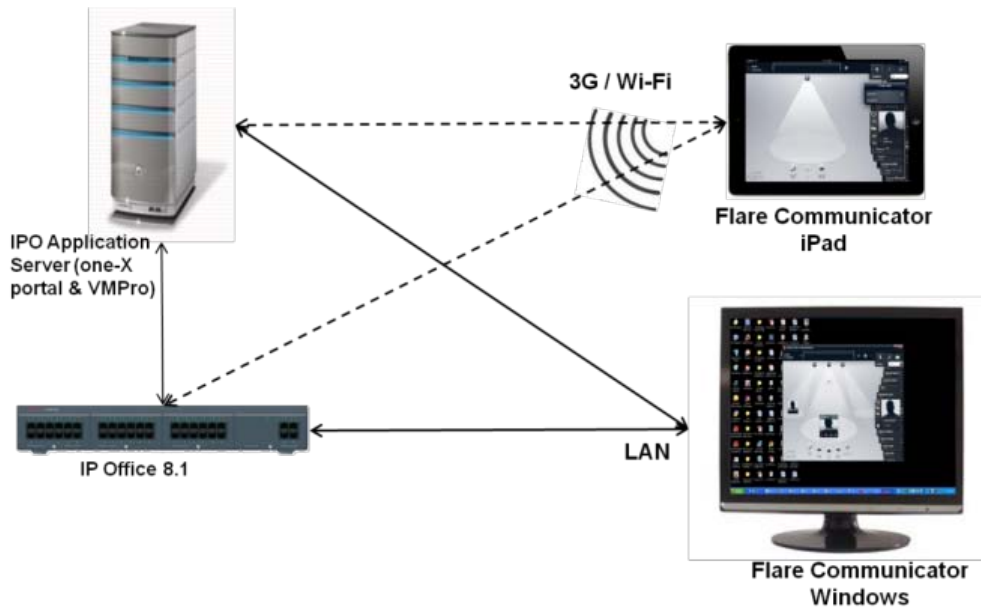 3G / Wi-Fi
Flare Communicator
iPad
IPO Application
Server (one-X
portal & VMPro)
LAN
IP Office 8.1
Flare Communicator
Windows